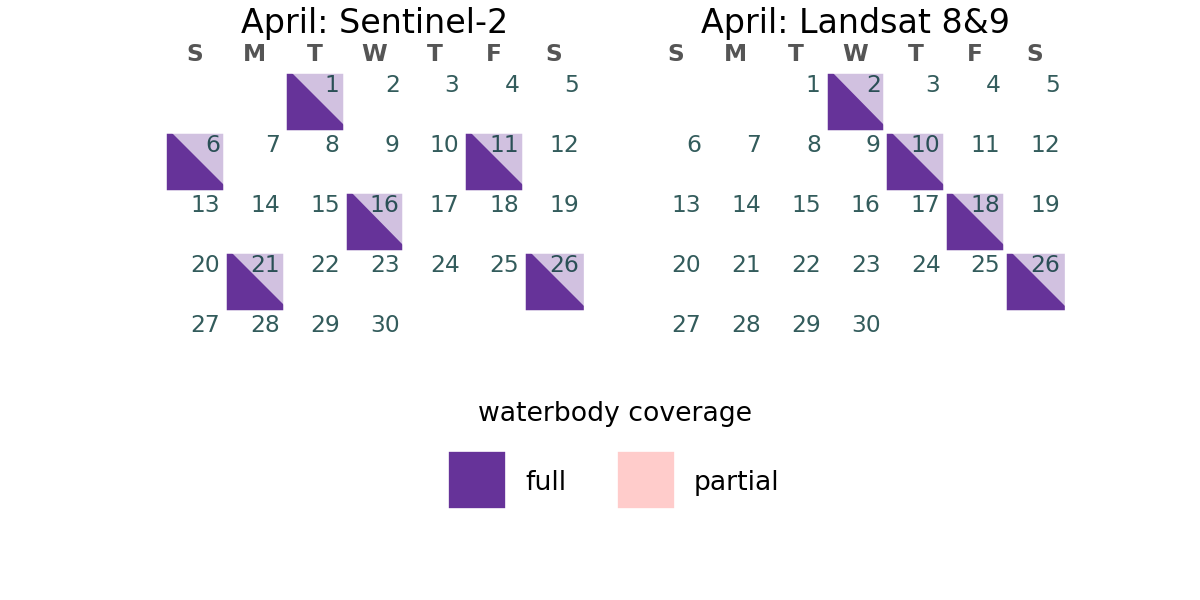 April: Sentinel-2
S M T W T F S
1 2 3 4 5
6 7 8 9 10 11 12
13 14 15 16 17 18 19
20 21 22 23 24 25 26
27 28 29 30
April: Landsat 8&9
S M T W T F S
1 2 3 4 5
6 7 8 9 10 11 12
13 14 15 16 17 18 19
20 21 22 23 24 25 26
27 28 29 30
waterbody coverage
full partial